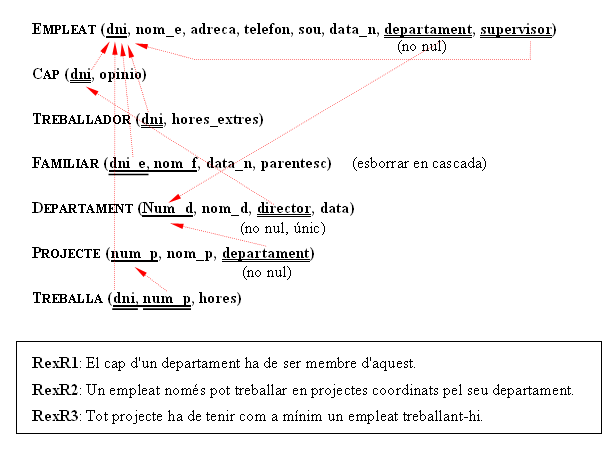 EMPLEAT (dni, nom_e, adreca, telefon, sou, data_n, departament, supervisor)
(no nul)
CAP (dni, opinio)
TREBALLADOR (dni, hores_extres)
FAMILIAR (dni_e, nom_f, data_n, parentesc) (esborrar en cascada)
DEPARTAMENT (Num_d, nom_d, director, data)
(no nul, únic)
PROJECTE (num_p, nom_p, departament)
(no nul)
TREBALLA (dni, num_p, hores)
RexR1: El cap d'un departament ha de ser membre d'aquest.
RexR2: Un empleat només pot treballar en projectes coordinats pel seu departament.
RexR3: Tot projecte ha de tenir com a mínim un empleat treballant-hi.